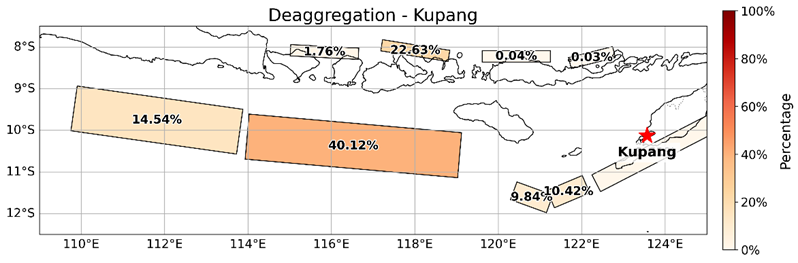 Deaggregation - Kupang
100%
80%
60%
40%
20%
0%
Percentage
8°S
9°S
10°S
11°S
12°S
1.76%
22.63%
0.04%
0.03%
14.54%
40.12%
Kupang
9.84%
10.42%
110°E
112°E
114°E
116°E
118°E
120°E
122°E
124°E